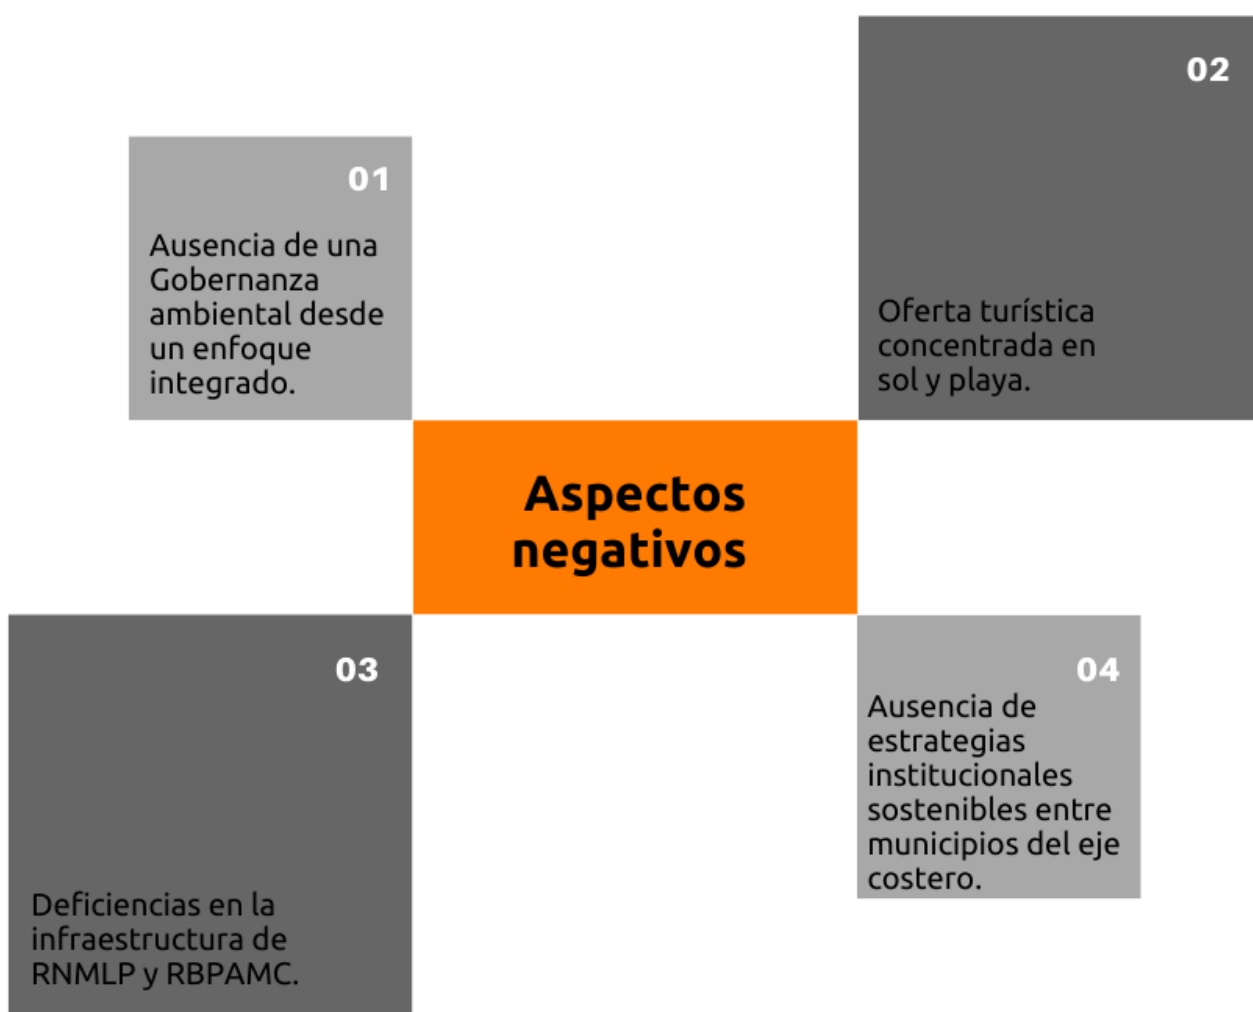 01
Ausencia de una
Gobernanza
ambiental desde
un enfoque
integrado.
02
Oferta turística
concentrada en
sol y playa.
Aspectos
negativos
03
Deficiencias en la
infraestructura de
RNMLP y RBPAMC.
04
Ausencia de
estrategias
institucionales
sostenibles entre
municipios del eje
costero.